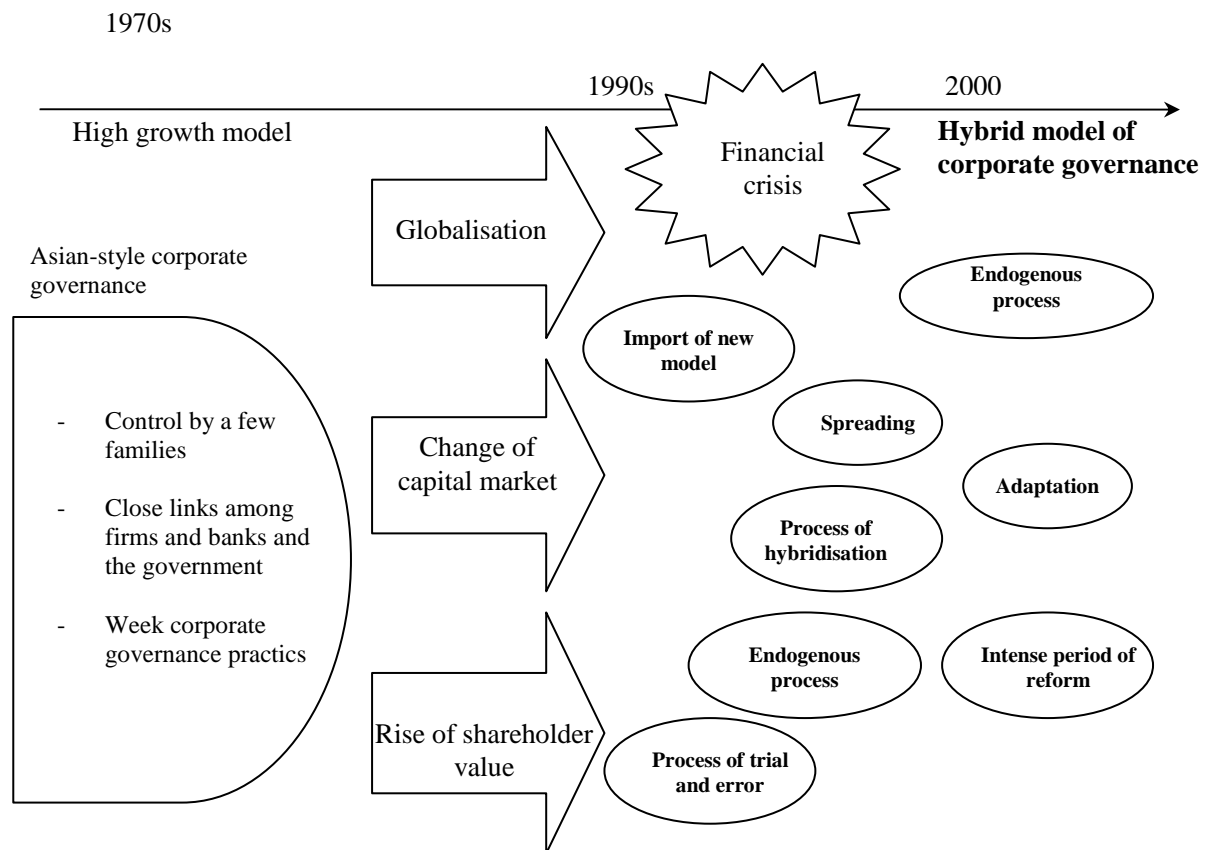 1970s
1990s
2000
High growth model
Financial
crisis
Hybrid model of
corporate governance
Globalisation
Asian-style corporate
governance
Endogenous
process
Import of new
model
- Control by a few
families
- Close links among
firms and banks and
the government
- Week corporate
governance practics
Change of
capital market
Spreading
Adaptation
Process of
hybridisation
Endogenous
process
Intense period of
reform
Rise of shareholder
value
Process of trial
and error